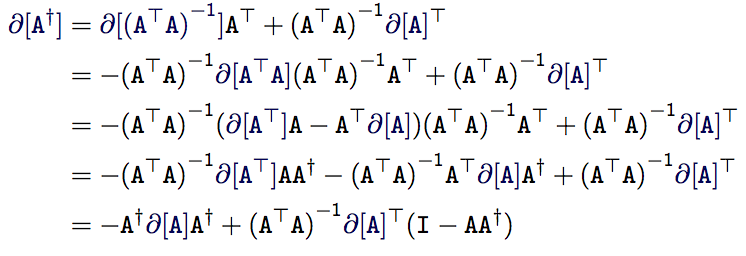 ∂[A†] = ∂[(A⊤A)⁻¹]A⊤ + (A⊤A)⁻¹∂[A]⊤
= −(A⊤A)⁻¹∂[A⊤A](A⊤A)⁻¹A⊤ + (A⊤A)⁻¹∂[A]⊤
= −(A⊤A)⁻¹(∂[A⊤]A − A⊤∂[A])(A⊤A)⁻¹A⊤ + (A⊤A)⁻¹∂[A]⊤
= −(A⊤A)⁻¹∂[A⊤]AA† − (A⊤A)⁻¹A⊤∂[A]A† + (A⊤A)⁻¹∂[A]⊤
= −A†∂[A]A† + (A⊤A)⁻¹∂[A]⊤(I − AA†)